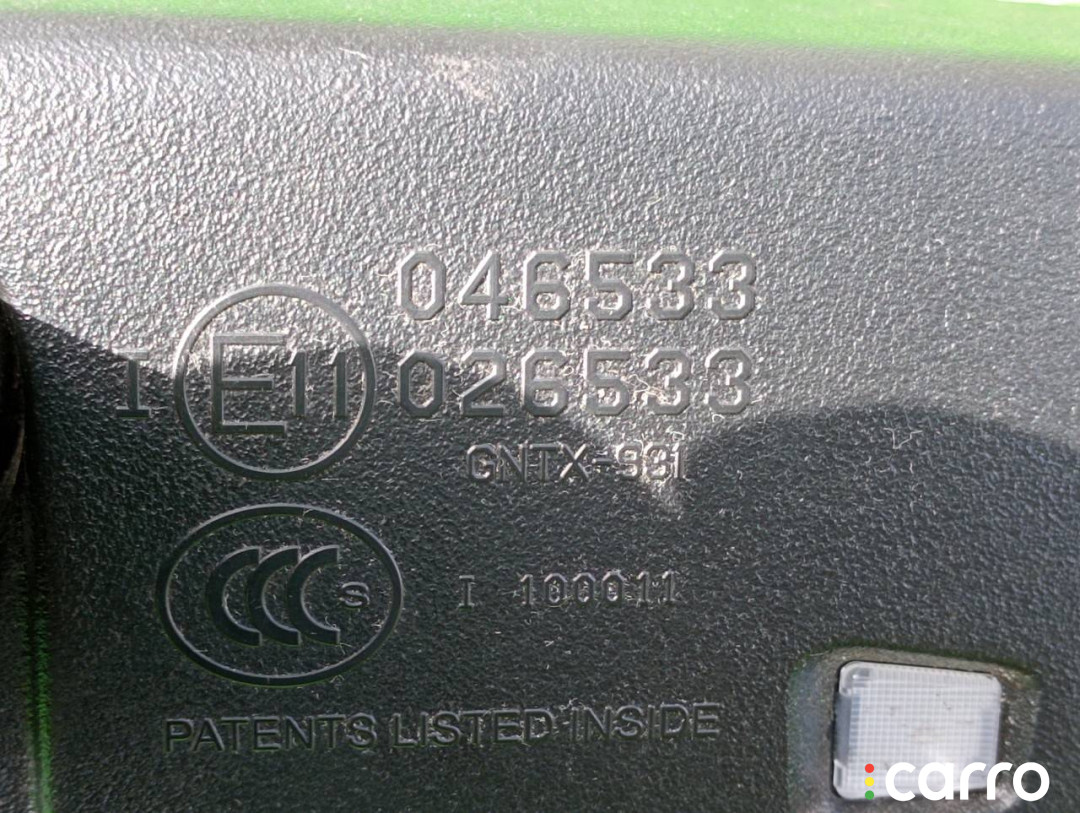 046533
I E11 026533
GNTX-931
CCC S I 100011
PATENTS LISTED INSIDE
carro